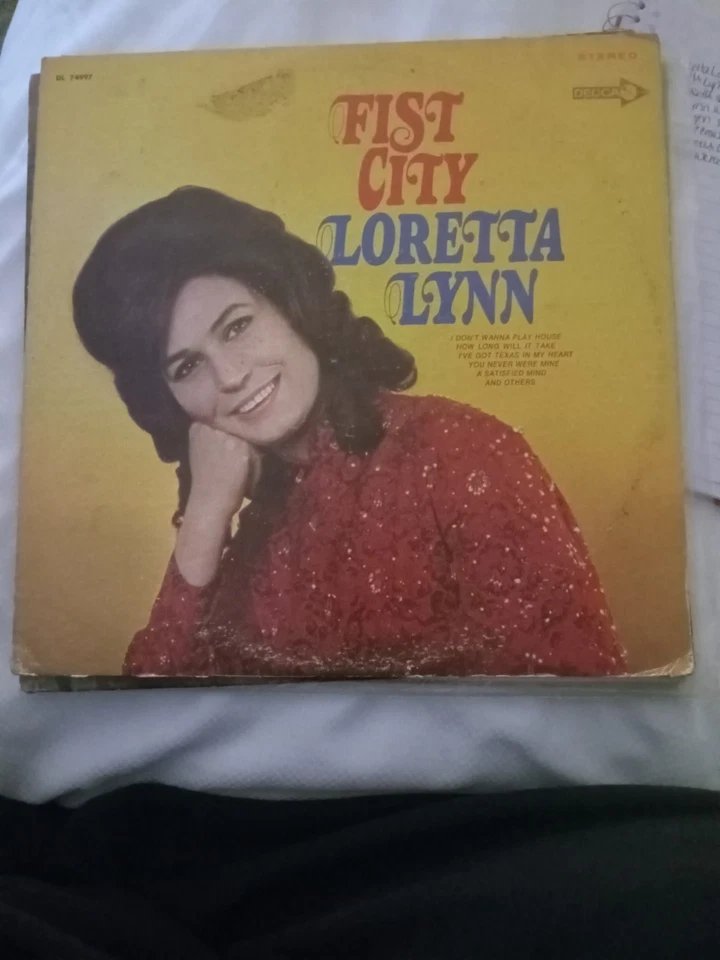 DL 74997
STEREO
DECCA
FIST
CITY
LORETTA
LYNN
I DON'T WANNA PLAY HOUSE
HOW LONG WILL IT TAKE
I'VE GOT TEXAS IN MY HEART
YOU NEVER WERE MINE
A SATISFIED MIND
AND OTHERS